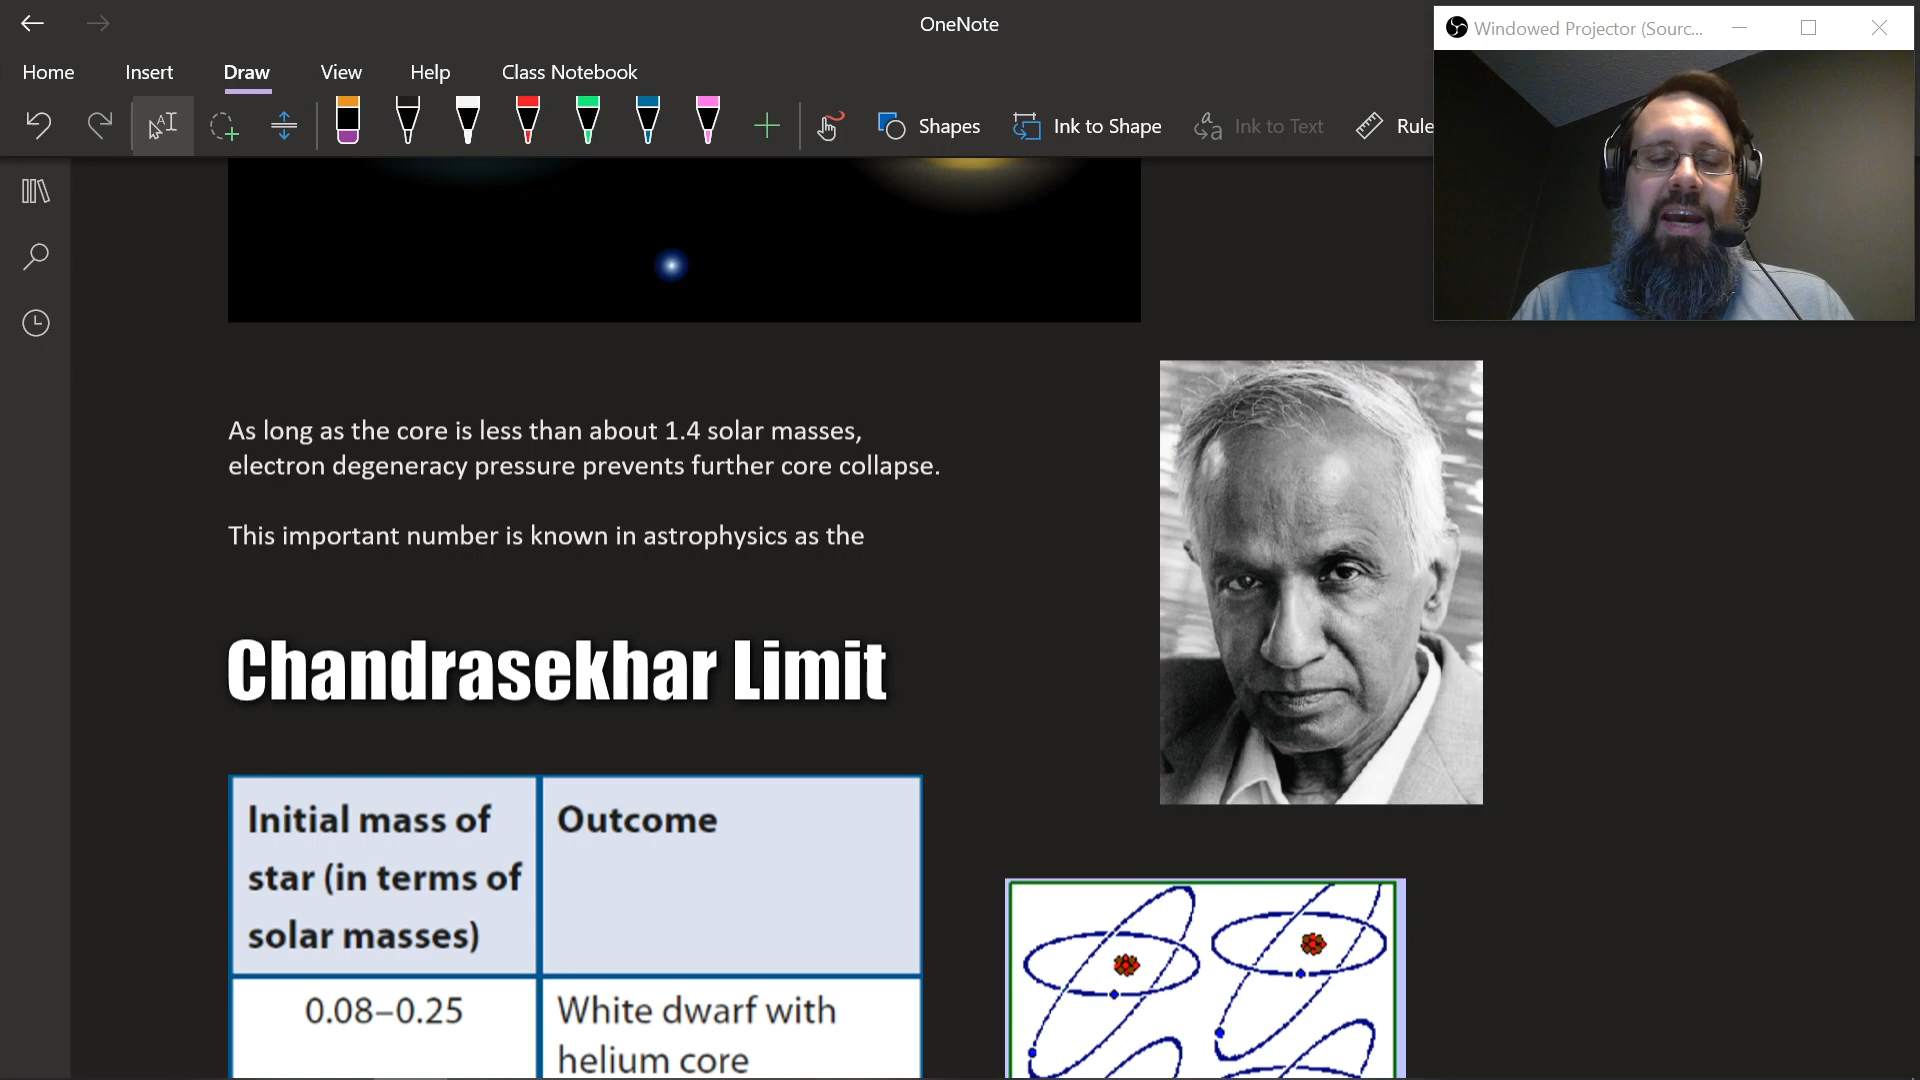 OneNote
Windowed Projector (Sourc...
Home
Insert
Draw
View
Help
Class Notebook
Shapes
Ink to Shape
Ink to Text
Rule
As long as the core is less than about 1.4 solar masses,
electron degeneracy pressure prevents further core collapse.
This important number is known in astrophysics as the
Chandrasekhar Limit
Initial mass of
star (in terms of
solar masses)
Outcome
0.08–0.25
White dwarf with
helium core